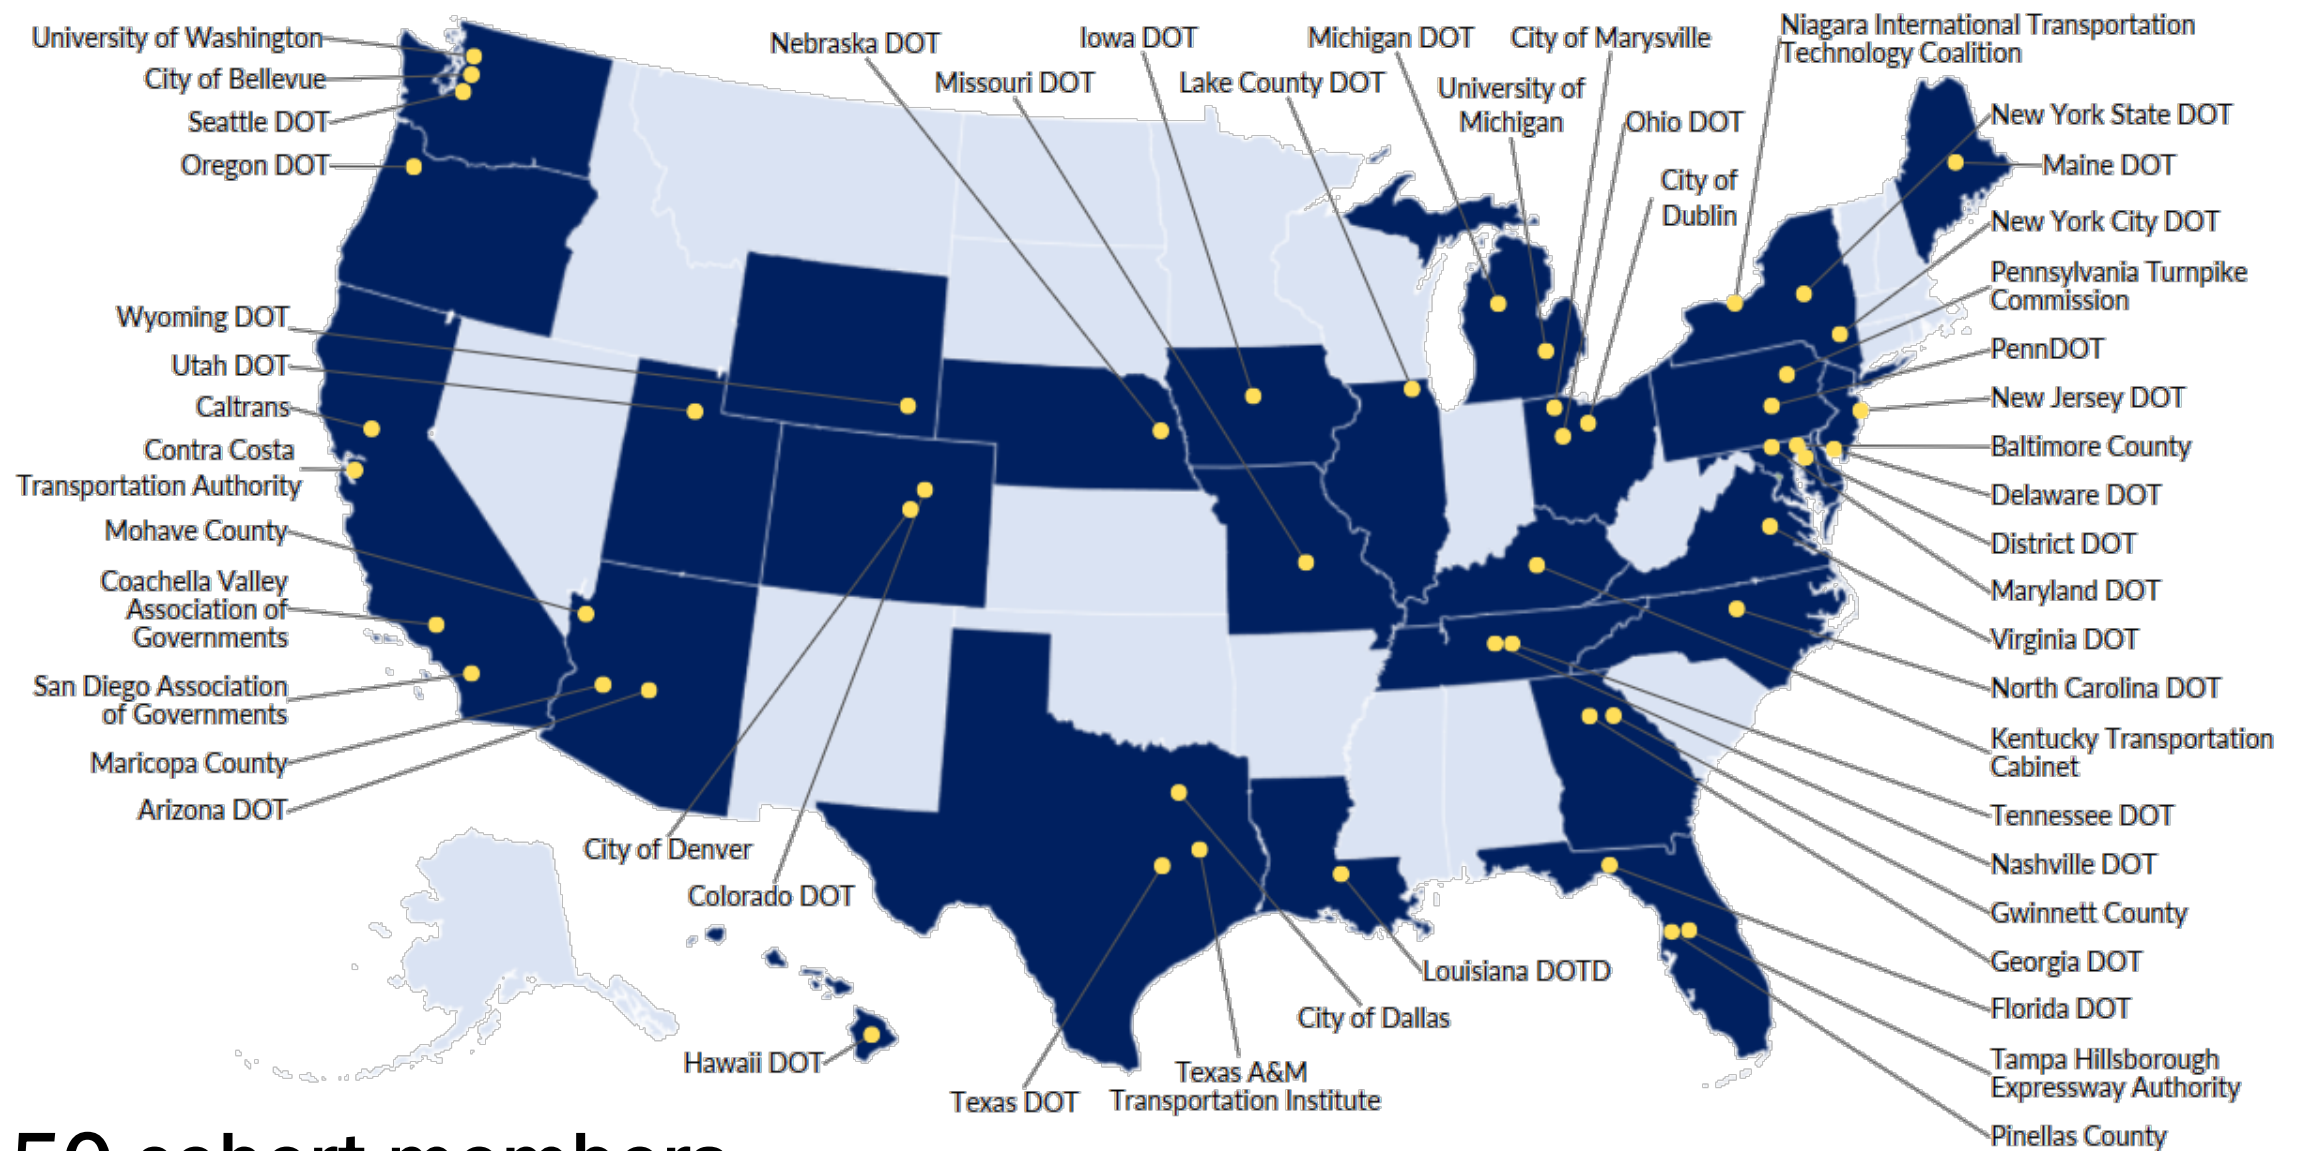 University of Washington
City of Bellevue
Seattle DOT
Oregon DOT
Wyoming DOT
Utah DOT
Caltrans
Contra Costa
Transportation Authority
Mohave County
Coachella Valley
Association of
Governments
San Diego Association
of Governments
Maricopa County
Arizona DOT
City of Denver
Colorado DOT
Hawaii DOT
Nebraska DOT
Missouri DOT
Iowa DOT
Lake County DOT
Michigan DOT
University of
Michigan
City of Marysville
Ohio DOT
City of
Dublin
Niagara International Transportation
Technology Coalition
New York State DOT
Maine DOT
New York City DOT
Pennsylvania Turnpike
Commission
PennDOT
New Jersey DOT
Baltimore County
Delaware DOT
District DOT
Maryland DOT
Virginia DOT
North Carolina DOT
Kentucky Transportation
Cabinet
Tennessee DOT
Nashville DOT
Gwinnett County
Georgia DOT
Florida DOT
Tampa Hillsborough
Expressway Authority
Pinellas County
Louisiana DOTD
City of Dallas
Texas A&M
Transportation Institute
Texas DOT
50 cohort members